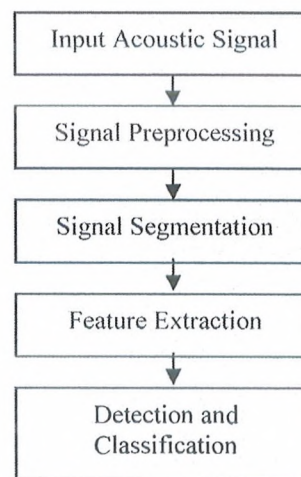 Input Acoustic Signal
Signal Preprocessing
Signal Segmentation
Feature Extraction
Detection and
Classification